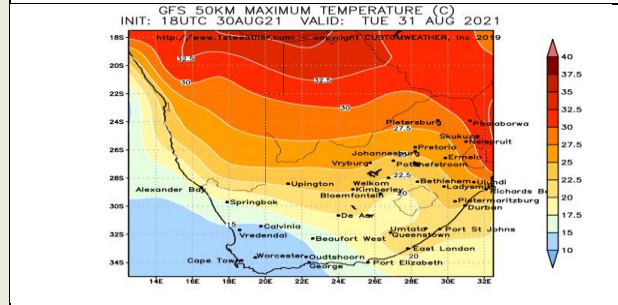 GFS 50KM MAXIMUM TEMPERATURE (C)
INIT: 18UTC 30AUG21 VALID: TUE 31 AUG 2021
http://www.1stweather.com -- copyright CUSTOMWEATHER, Inc 2019
18S
20S
22S
24S
26S
28S
30S
32S
34S
32.5
30
32.5
30
27.5
22.5
20
15
20
Pietersburg
Phalaborwa
Skukuza
Nelspruit
Pretoria
Johannesburg
Ermelo
Vryburg
Potchefstroom
Upington
Welkom
Bethlehem
Ulundi
Kimberley
Ladysmith
Alexander Bay
Bloemfontein
Richards B
Springbok
Pietermaritzburg
Durban
De Aar
Calvinia
Umtata
Port St Johns
Vredendal
Queenstown
Beaufort West
East London
Cape Town
Worcester
Oudtshoorn
George
Port Elizabeth
14E 16E 18E 20E 22E 24E 26E 28E 30E 32E
40
37.5
35
32.5
30
27.5
25
22.5
20
17.5
15
10